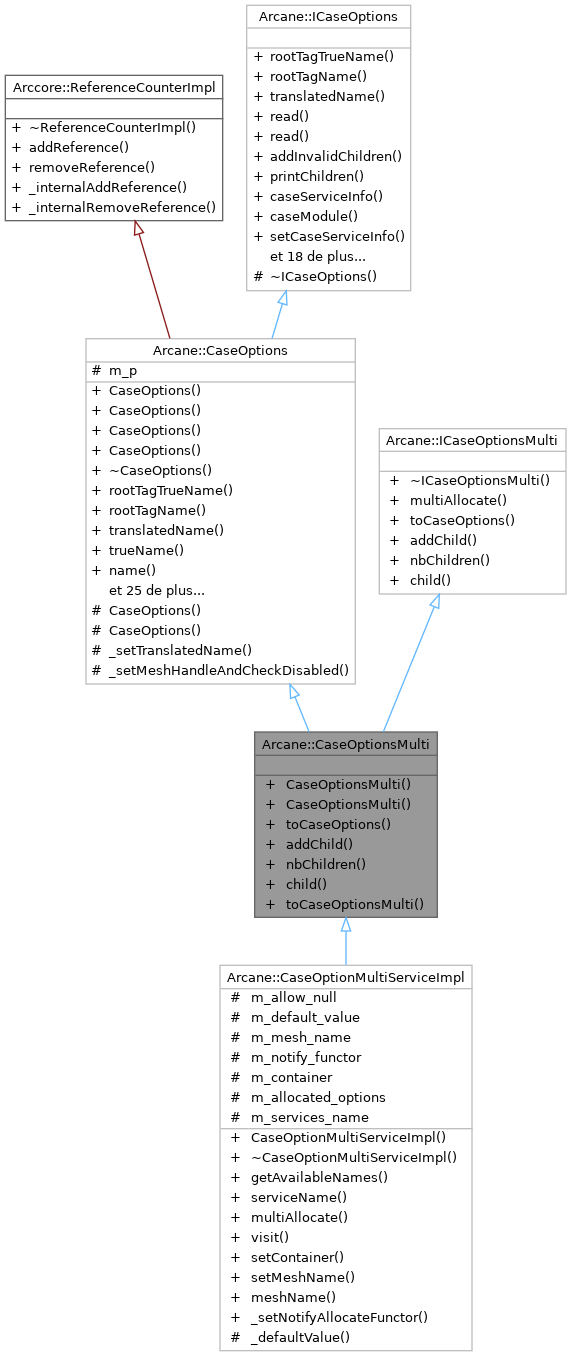 Arcane::ICaseOptions
+ rootTagTrueName()
+ rootTagName()
+ translatedName()
+ read()
+ read()
+ addInvalidChildren()
+ printChildren()
+ caseServiceInfo()
+ caseModule()
+ setCaseServiceInfo()
et 18 de plus...
# ~ICaseOptions()
Arccore::ReferenceCounterImpl
+ ~ReferenceCounterImpl()
+ addReference()
+ removeReference()
+ _internalAddReference()
+ _internalRemoveReference()
Arcane::CaseOptions
# m_p
+ CaseOptions()
+ CaseOptions()
+ CaseOptions()
+ CaseOptions()
+ ~CaseOptions()
+ rootTagTrueName()
+ rootTagName()
+ translatedName()
+ trueName()
+ name()
et 25 de plus...
# CaseOptions()
# CaseOptions()
# _setTranslatedName()
# _setMeshHandleAndCheckDisabled()
Arcane::ICaseOptionsMulti
+ ~ICaseOptionsMulti()
+ multiAllocate()
+ toCaseOptions()
+ addChild()
+ nbChildren()
+ child()
Arcane::CaseOptionsMulti
+ CaseOptionsMulti()
+ CaseOptionsMulti()
+ toCaseOptions()
+ addChild()
+ nbChildren()
+ child()
+ toCaseOptionsMulti()
Arcane::CaseOptionMultiServiceImpl
# m_allow_null
# m_default_value
# m_mesh_name
# m_notify_functor
# m_container
# m_allocated_options
# m_services_name
+ CaseOptionMultiServiceImpl()
+ ~CaseOptionMultiServiceImpl()
+ getAvailableNames()
+ serviceName()
+ multiAllocate()
+ visit()
+ setContainer()
+ setMeshName()
+ meshName()
+ _setNotifyAllocateFunctor()
# _defaultValue()